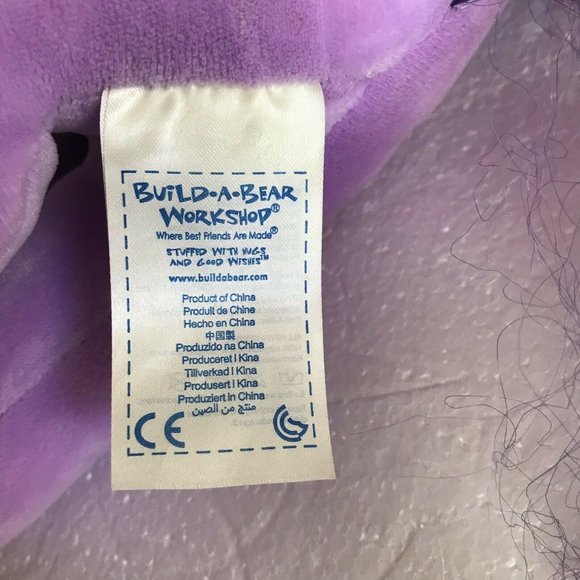 BUILD-A-BEAR
WORKSHOP®
Where Best Friends Are Made®
STUFFED WITH HUGS
AND GOOD WISHES™
www.buildabear.com
Product of China
Produit de China
Hecho en China
中国製
Produzido na China
Produceret i Kina
Tillverkad i Kina
Produsert i Kina
Produziert in China
منتج من الصين
CE